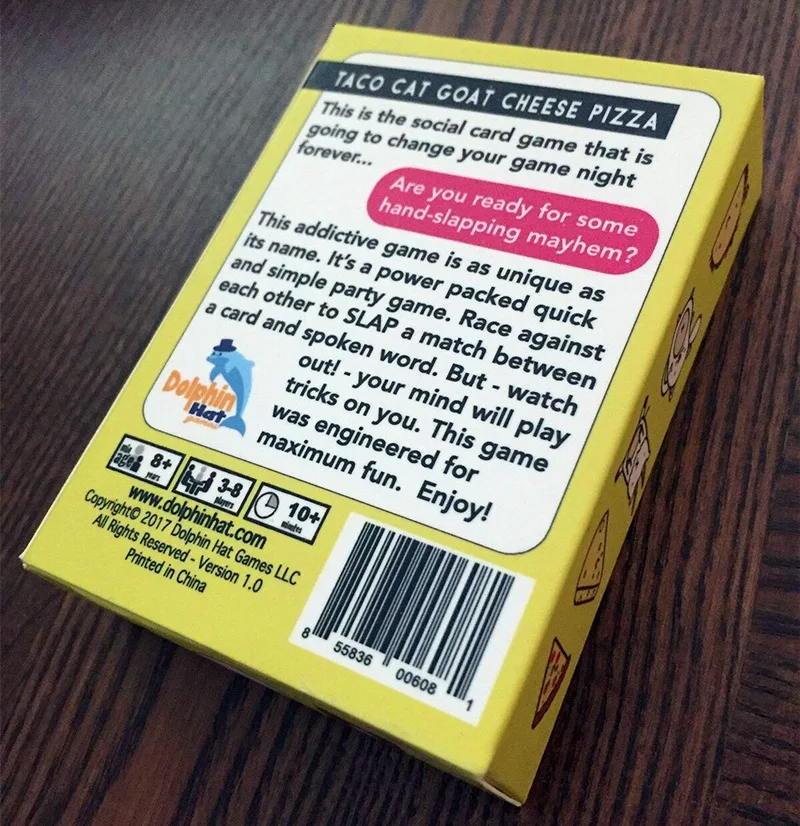 TACO CAT GOAT CHEESE PIZZA
This is the social card game that is
going to change your game night
forever...
Are you ready for some
hand-slapping mayhem?
This addictive game is as unique as
its name. It's a power packed quick
and simple party game. Race against
each other to SLAP a match between
a card and spoken word. But - watch
out! - your mind will play
tricks on you. This game
was engineered for
maximum fun. Enjoy!
Dolphin
Hat
games
age 8+
years
3-8
players
10+
minutes
www.dolphinhat.com
Copyright© 2017 Dolphin Hat Games LLC
All Rights Reserved - Version 1.0
Printed in China
8 55836 00608 1